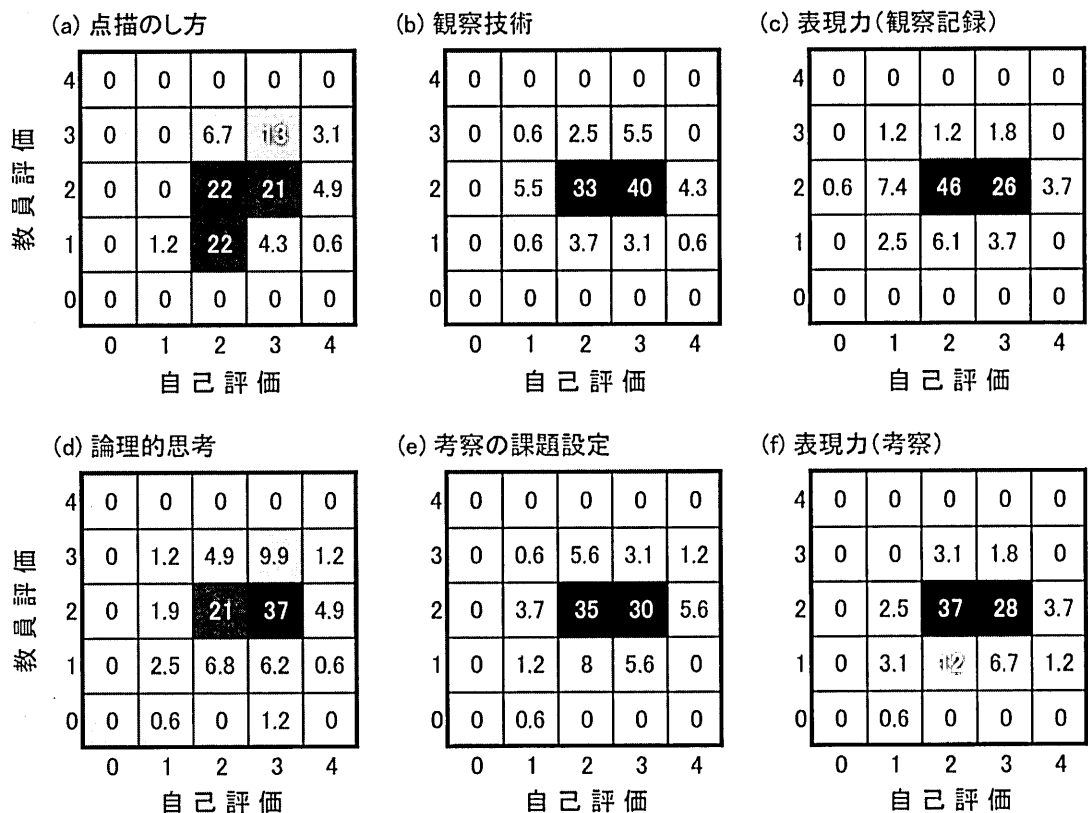 (a) 点描のし方
4 0 0 0 0 0
3 0 0 6.7 13 3.1
2 0 0 22 21 4.9
1 0 1.2 22 4.3 0.6
0 0 0 0 0 0
0 1 2 3 4
自己評価
教員評価
(b) 観察技術
4 0 0 0 0 0
3 0 0.6 2.5 5.5 0
2 0 5.5 33 40 4.3
1 0 0.6 3.7 3.1 0.6
0 0 0 0 0 0
0 1 2 3 4
自己評価
(c) 表現力(観察記録)
4 0 0 0 0 0
3 0 1.2 1.2 1.8 0
2 0.6 7.4 46 26 3.7
1 0 2.5 6.1 3.7 0
0 0 0 0 0 0
0 1 2 3 4
自己評価
(d) 論理的思考
4 0 0 0 0 0
3 0 1.2 4.9 9.9 1.2
2 0 1.9 21 37 4.9
1 0 2.5 6.8 6.2 0.6
0 0 0.6 0 1.2 0
0 1 2 3 4
自己評価
教員評価
(e) 考察の課題設定
4 0 0 0 0 0
3 0 0.6 5.6 3.1 1.2
2 0 3.7 35 30 5.6
1 0 1.2 8 5.6 0
0 0 0.6 0 0 0
0 1 2 3 4
自己評価
(f) 表現力(考察)
4 0 0 0 0 0
3 0 0 3.1 1.8 0
2 0 2.5 37 28 3.7
1 0 3.1 12 6.7 1.2
0 0 0.6 0 0 0
0 1 2 3 4
自己評価